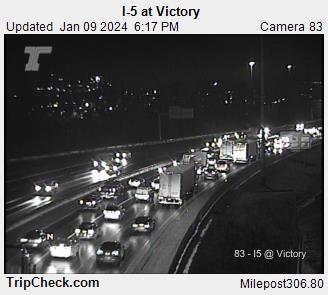 I-5 at Victory
Updated Jan 09 2024 6:17 PM Camera 83
T
83 - I5 @ Victory
N
TripCheck.com Milepost306.80